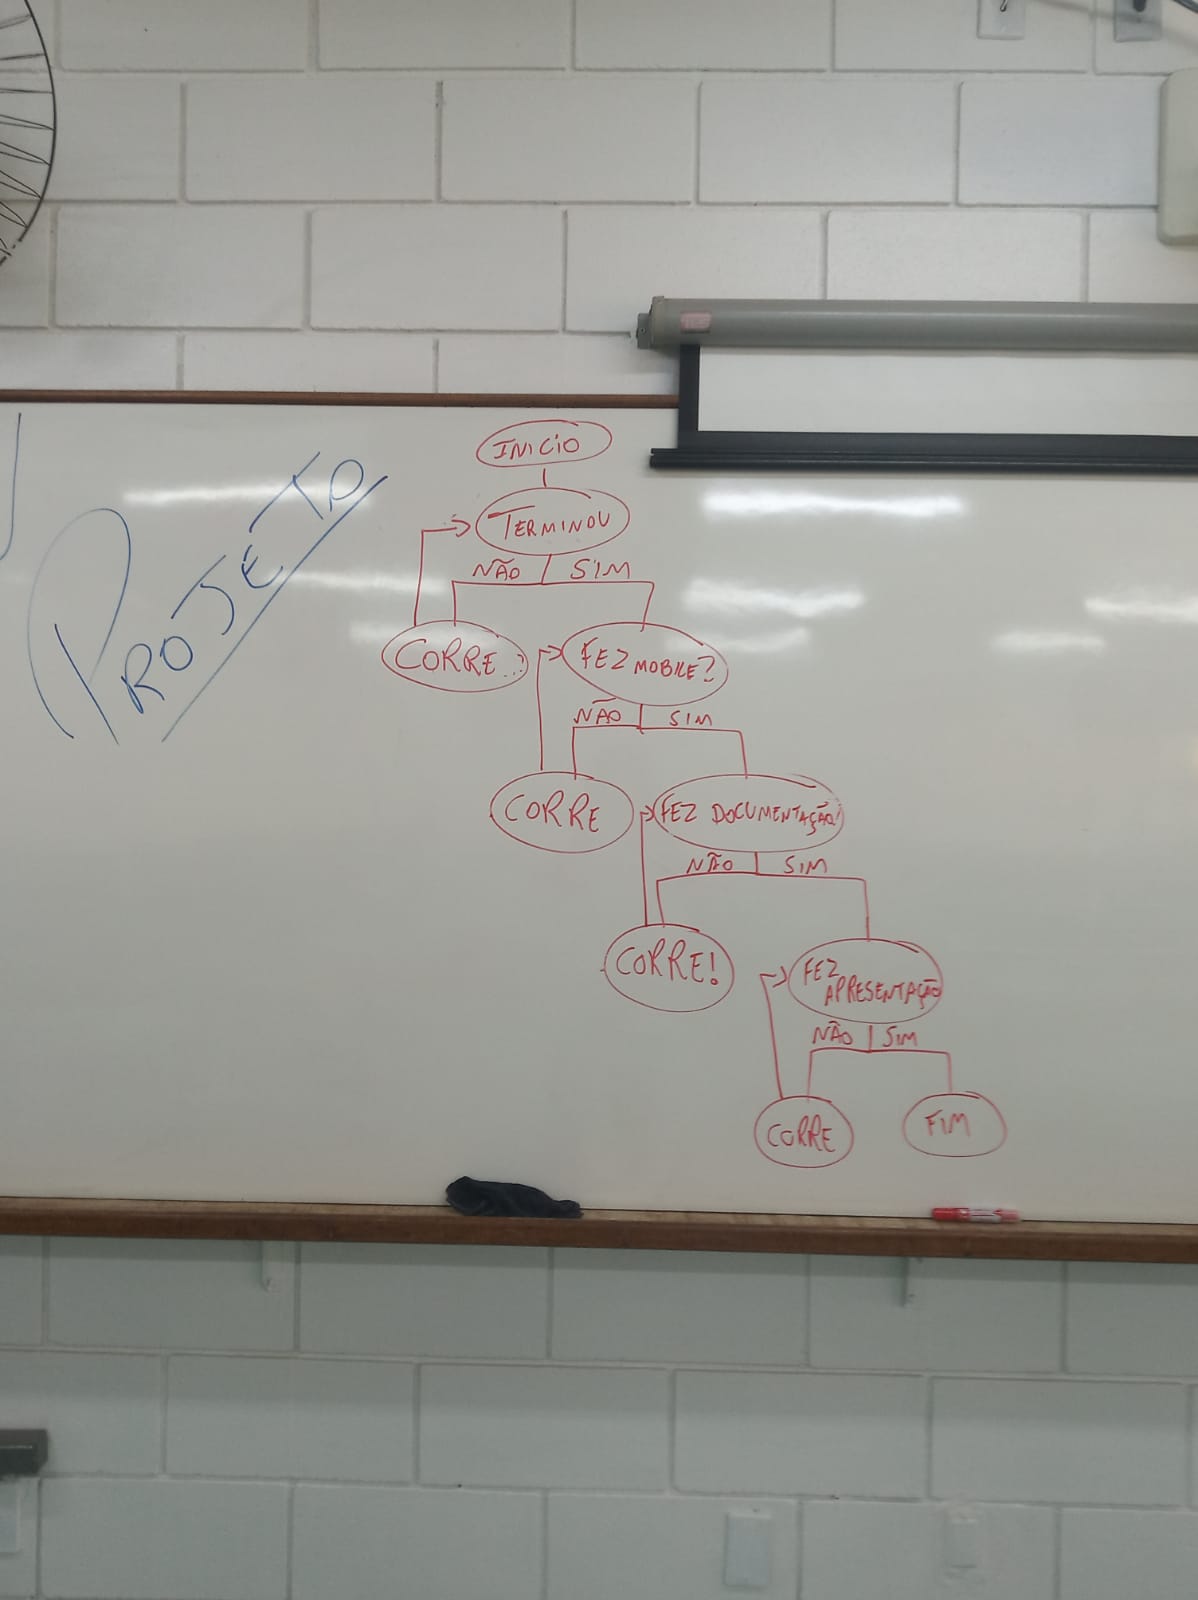 PROJETO
INICIO
TERMINOU
NÃO SIM
CORRE..
FEZ MOBILE?
NÃO SIM
CORRE
FEZ DOCUMENTAÇÃO!
NÃO SIM
CORRE!
FEZ
APRESENTAÇÃO
NÃO SIM
CORRE
FIM